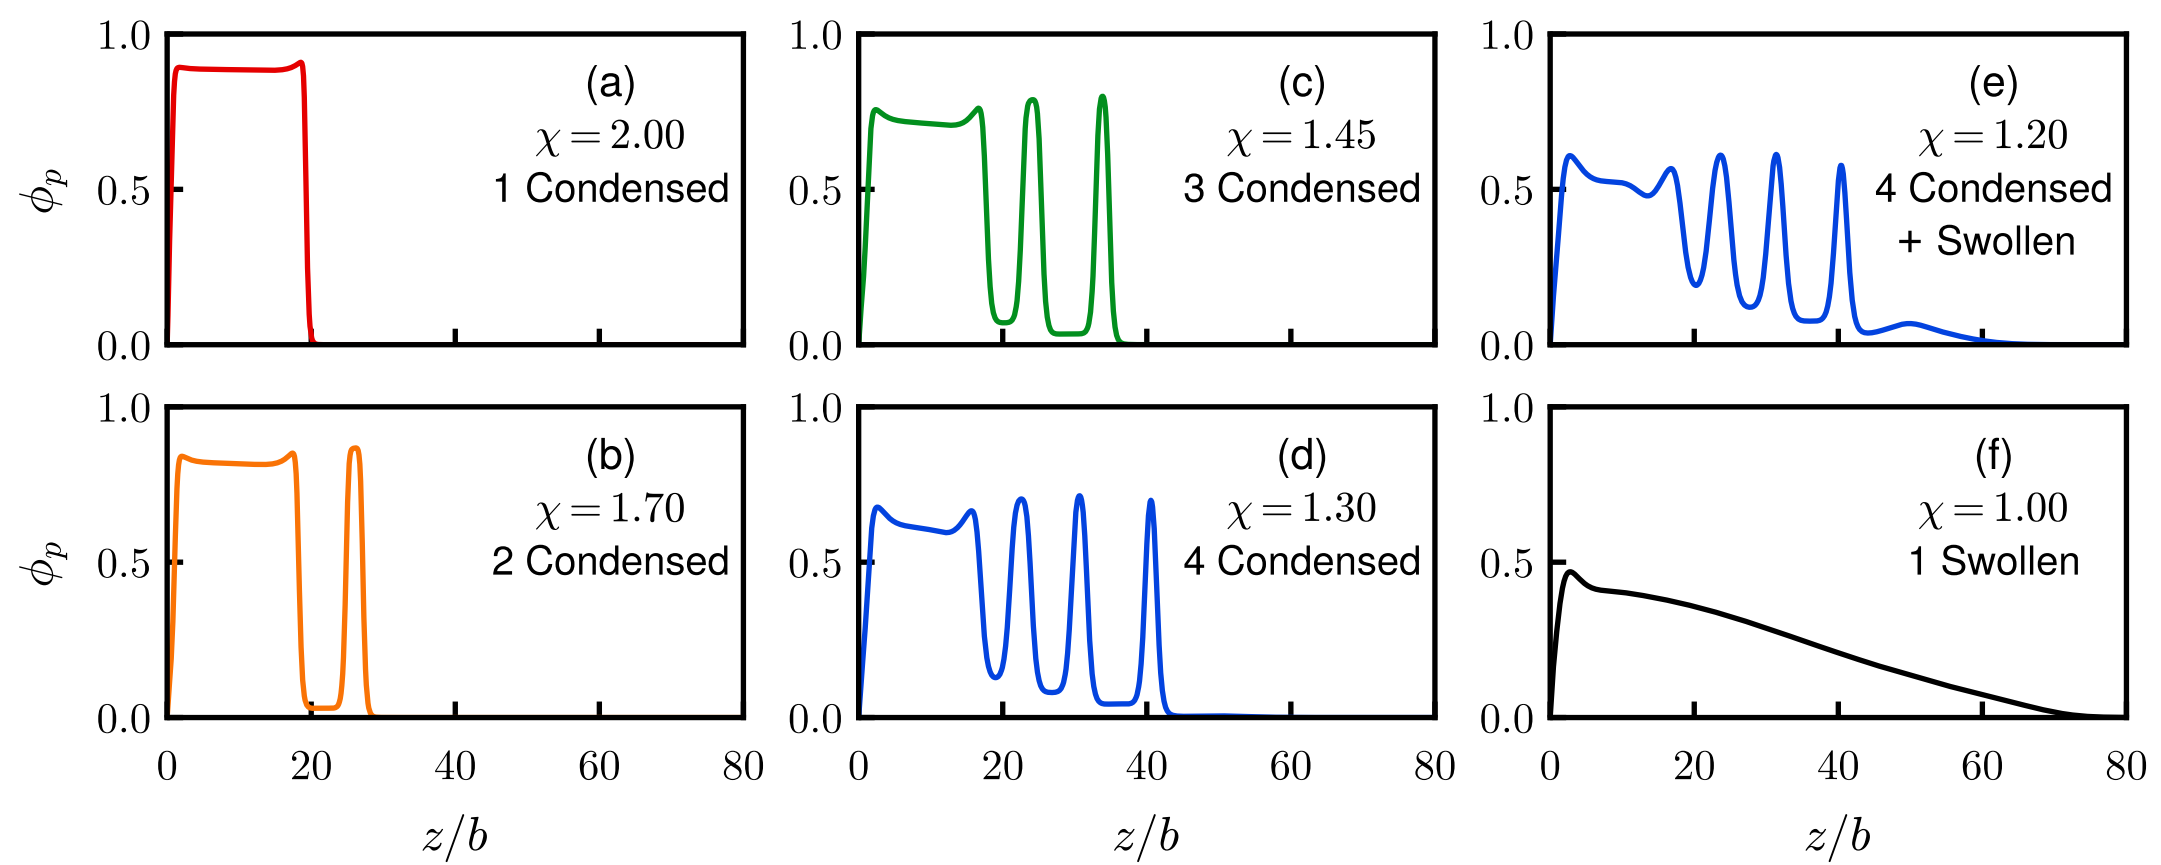 1.0
(a)
χ = 2.00
0.5
1 Condensed
0.0
ϕp
1.0
(c)
χ = 1.45
0.5
3 Condensed
0.0
1.0
(e)
χ = 1.20
0.5
4 Condensed
+ Swollen
0.0
1.0
(b)
χ = 1.70
0.5
2 Condensed
0.0
ϕp
0 20 40 60 80
z/b
1.0
(d)
χ = 1.30
0.5
4 Condensed
0.0
0 20 40 60 80
z/b
1.0
(f)
χ = 1.00
0.5
1 Swollen
0.0
0 20 40 60 80
z/b